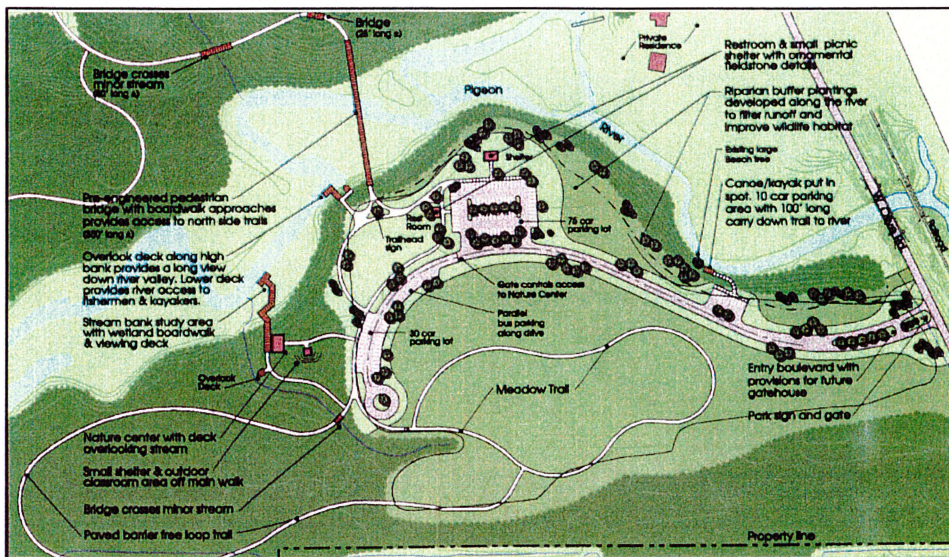 Bridge
(25' long ±)
Bridge crosses
minor stream
Private
Residence
Restroom & small picnic
shelter with ornamental
fieldstone details
Pigeon
River
Riparian buffer plantings
developed along the river
to filter runoff and
improve wildlife habitat
Existing large
Beech tree
Canoe/kayak put in
spot. 10 car parking
area with 100' long
carry down trail to river
Shelter
Rest
Room
75 car
parking lot
Trailhead
sign
Pre-engineered pedestrian
bridge with boardwalk approaches
provides access to north side trails
Overlook deck along high
bank provides a long view
down river valley. Lower deck
provides river access to
fishermen & kayakers.
Stream bank study area
with wetland boardwalk
& viewing deck
Gate controls access
to Nature Center
Parallel
bus parking
along drive
30 car
parking lot
Meadow Trail
Overlook
Deck
Entry boulevard with
provisions for future
gatehouse
Park sign and gate
Nature center with deck
overlooking stream
Small shelter & outdoor
classroom area off main walk
Bridge crosses minor stream
Paved barrier free loop trail
Property line